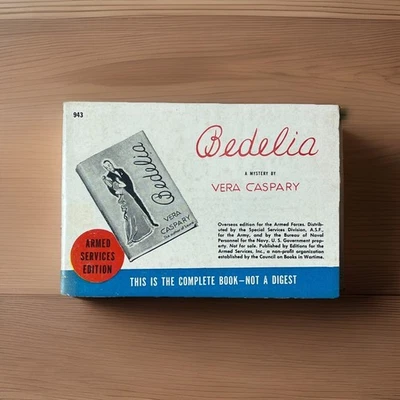 943
Bedelia
A MYSTERY BY
VERA CASPARY
Bedelia
VERA
CASPARY
ARMED
SERVICES
EDITION
Overseas edition for the Armed Forces. Distrib-
uted by the Special Services Division, A.S.F.,
for the Army, and by the Bureau of Naval
Personnel for the Navy. U. S. Government prop-
erty. Not for sale. Published by Editions for the
Armed Services, Inc., a non-profit organization
established by the Council on Books in Wartime.
THIS IS THE COMPLETE BOOK—NOT A DIGEST